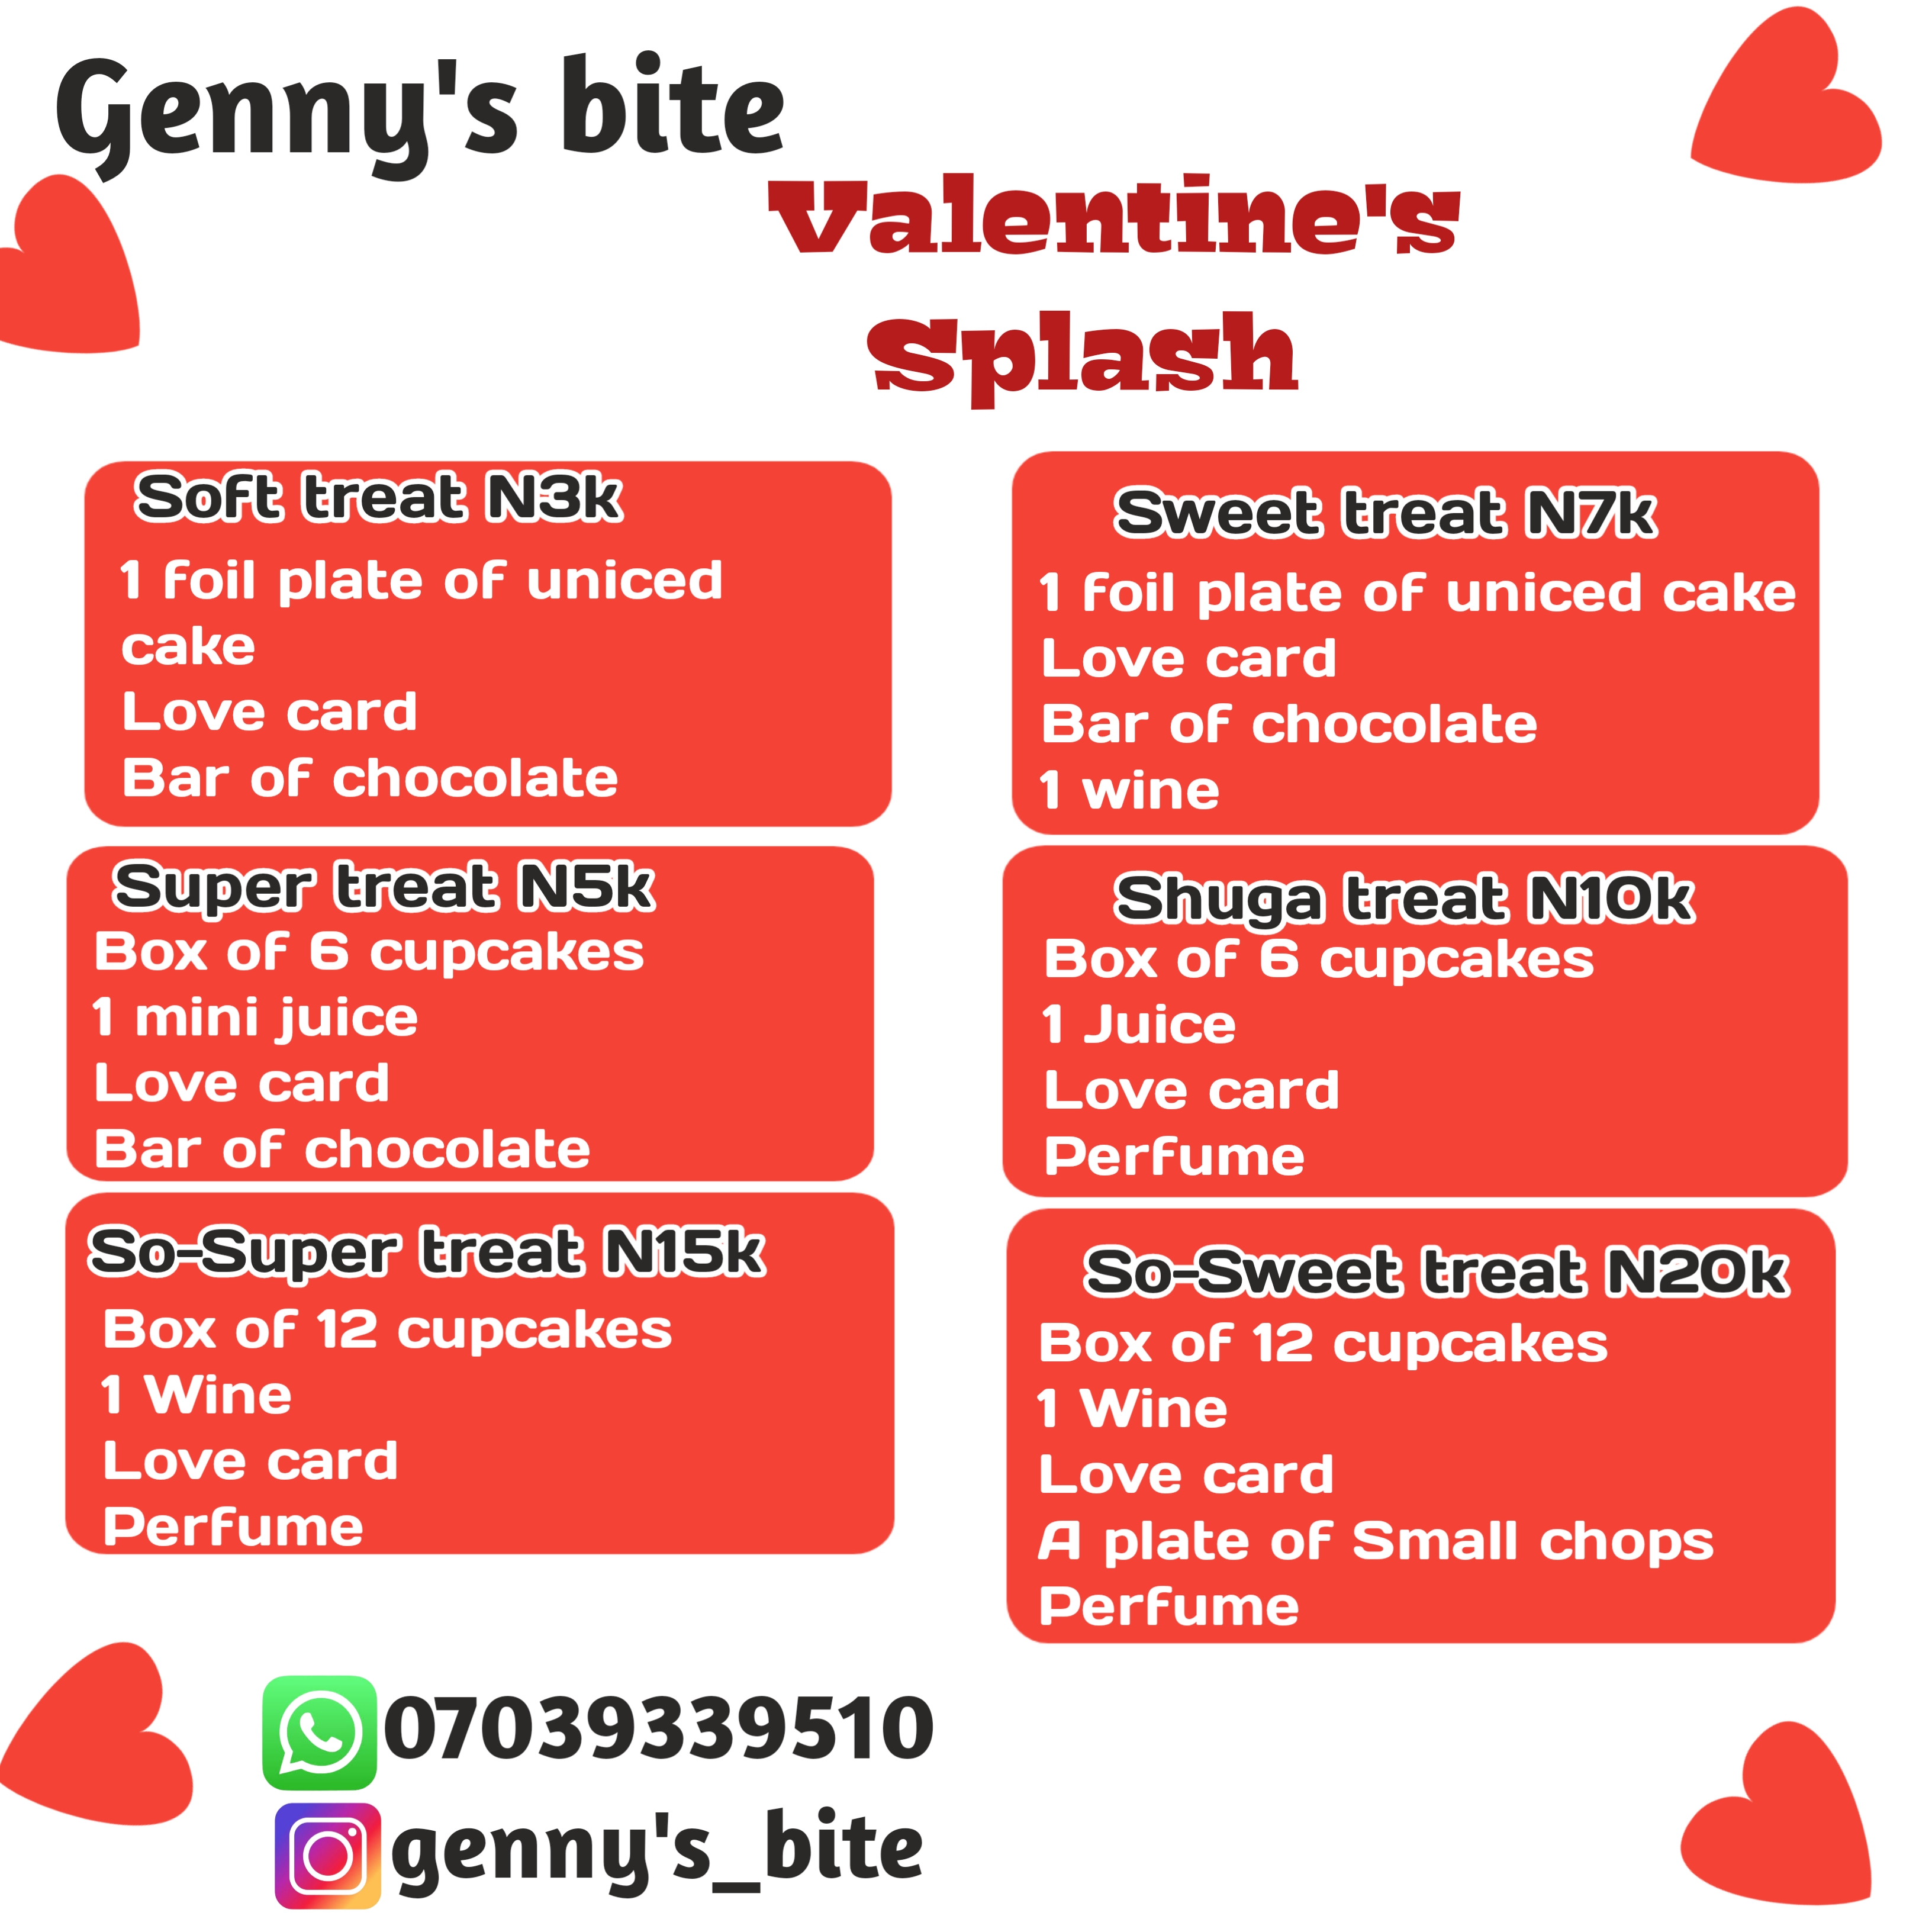 Genny's bite
Valentine's
Splash
Soft treat N3k
1 foil plate of uniced
cake
Love card
Bar of chocolate
Sweet treat N7k
1 foil plate of uniced cake
Love card
Bar of chocolate
1 wine
Super treat N5k
Box of 6 cupcakes
1 mini juice
Love card
Bar of chocolate
Shuga treat N10k
Box of 6 cupcakes
1 Juice
Love card
Perfume
So-Super treat N15k
Box of 12 cupcakes
1 Wine
Love card
Perfume
So-Sweet treat N20k
Box of 12 cupcakes
1 Wine
Love card
A plate of Small chops
Perfume
07039339510
genny's_bite